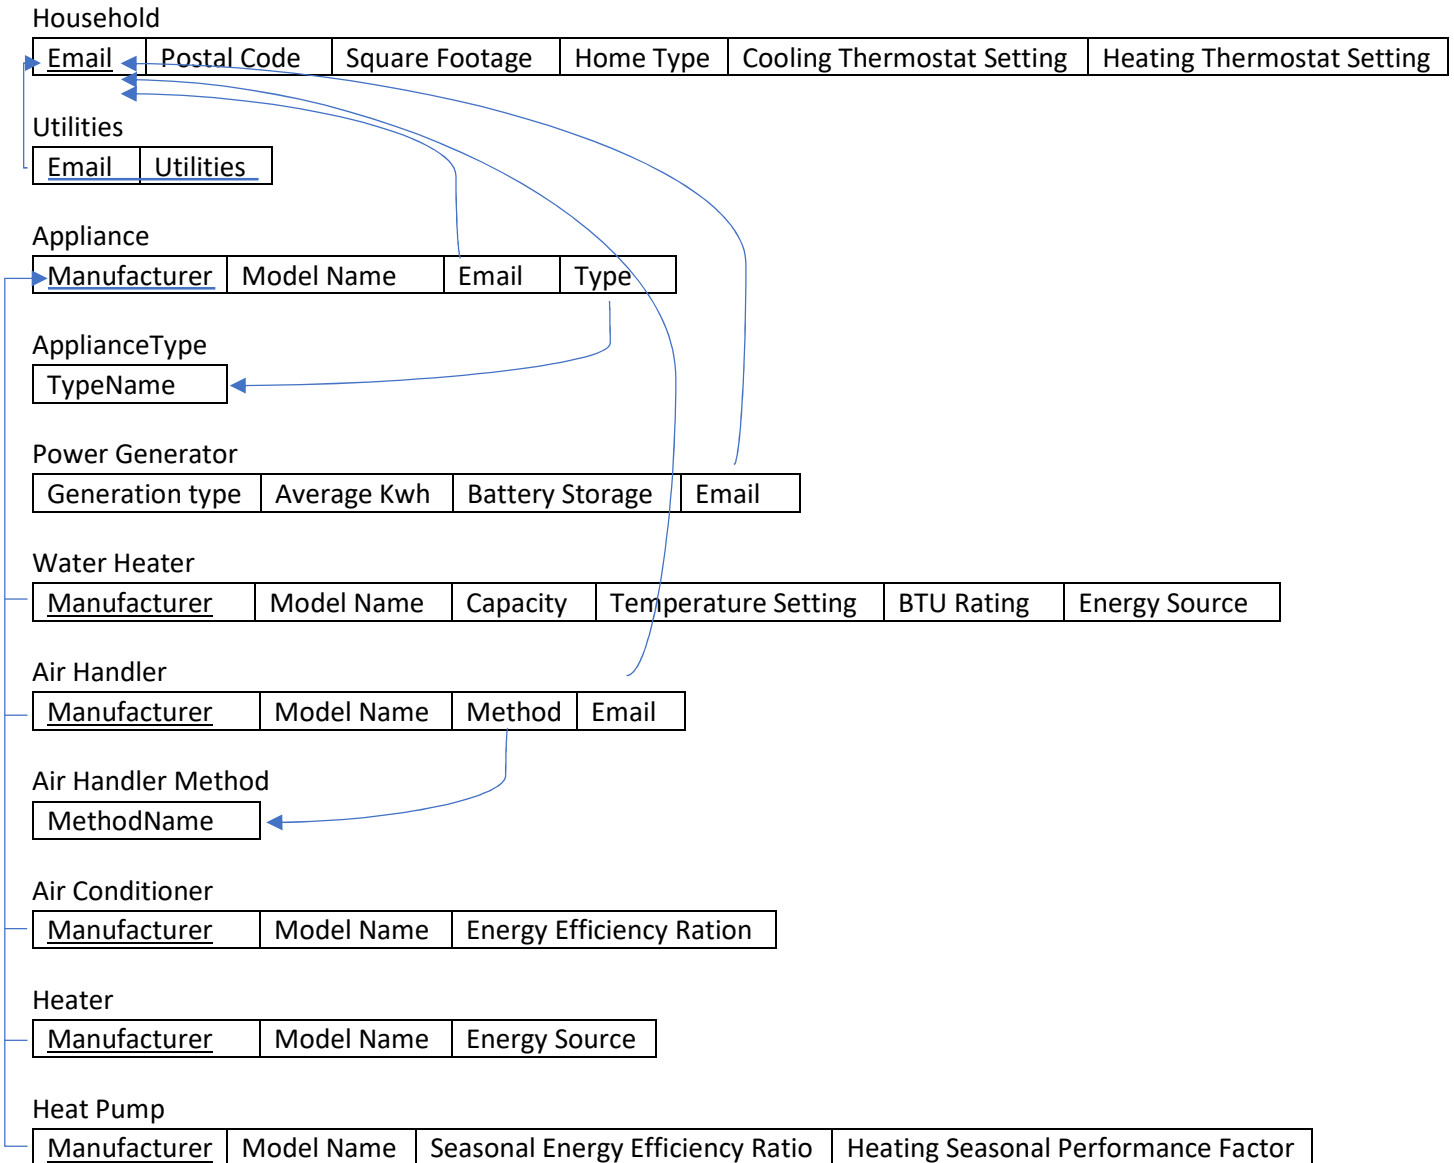 Household
Email Postal Code Square Footage Home Type Cooling Thermostat Setting Heating Thermostat Setting
Utilities
Email Utilities
Appliance
Manufacturer Model Name Email Type
ApplianceType
TypeName
Power Generator
Generation type Average Kwh Battery Storage Email
Water Heater
Manufacturer Model Name Capacity Temperature Setting BTU Rating Energy Source
Air Handler
Manufacturer Model Name Method Email
Air Handler Method
MethodName
Air Conditioner
Manufacturer Model Name Energy Efficiency Ration
Heater
Manufacturer Model Name Energy Source
Heat Pump
Manufacturer Model Name Seasonal Energy Efficiency Ratio Heating Seasonal Performance Factor